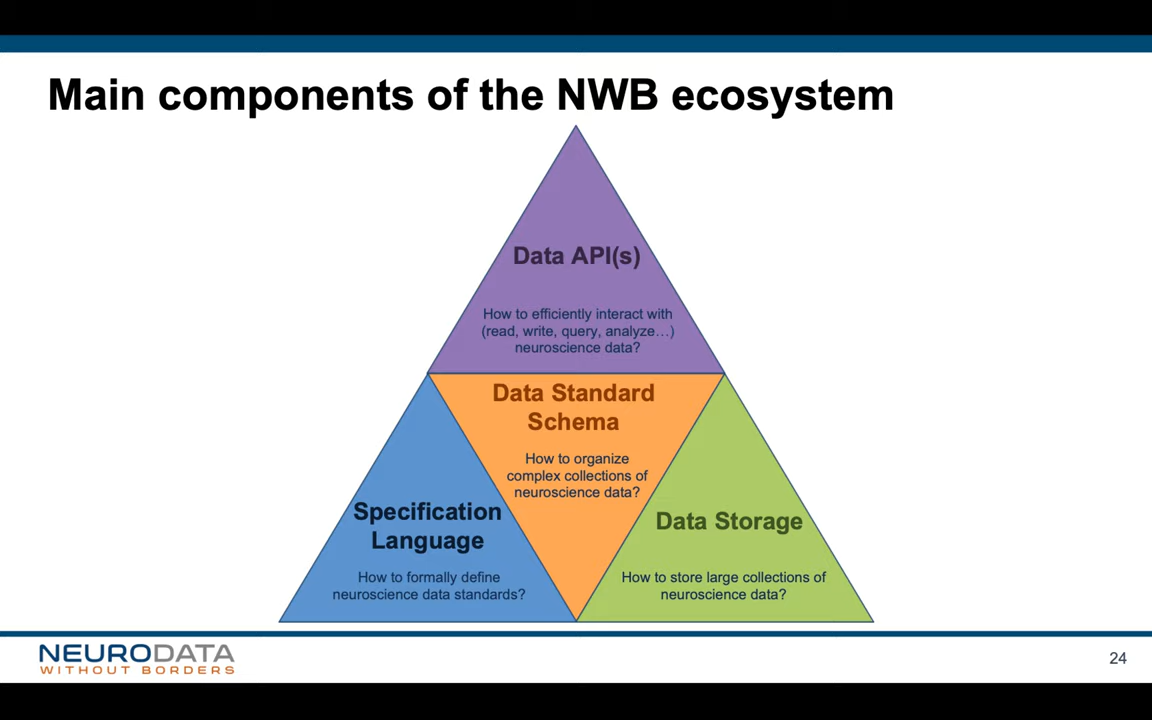 Main components of the NWB ecosystem
Data API(s)
How to efficiently interact with
(read, write, query, analyze…)
neuroscience data?
Data Standard
Schema
How to organize
complex collections of
neuroscience data?
Specification
Language
How to formally define
neuroscience data standards?
Data Storage
How to store large collections of
neuroscience data?
NEURODATA
WITHOUT BORDERS
24